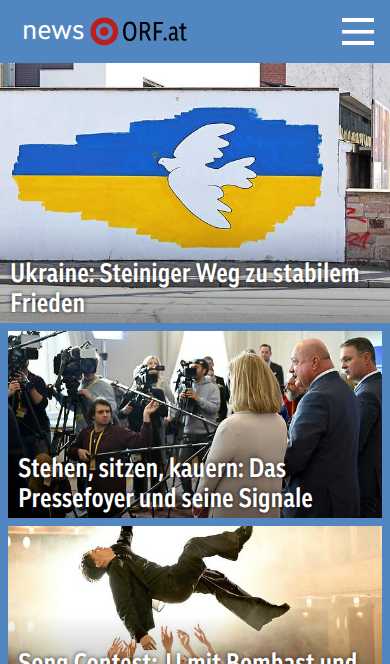 news ORF.at
Ukraine: Steiniger Weg zu stabilem
Frieden
Stehen, sitzen, kauern: Das
Pressefoyer und seine Signale
Song Contest: JJ mit Bombast und